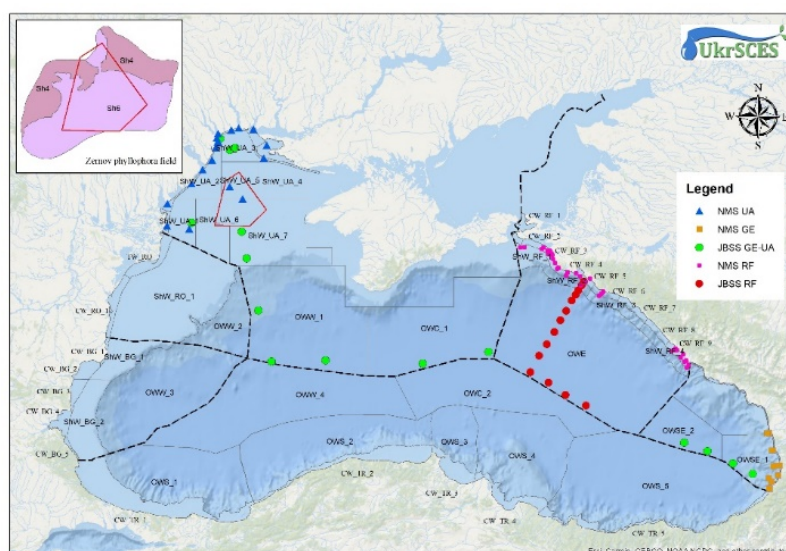 Sh4
Sh4
Sh6
Zernov phyllophora field
UkrSCES
N
W
S
Legend
NMS UA
NMS GE
JBSS GE-UA
NMS RF
JBSS RF
ShW_UA_3
ShW_UA_2
ShW_UA_5
ShW_UA_4
ShW_UA_6
ShW_UA_7
CW_RF_1
CW_RF_2
CW_RF_3
CW_RF_4
CW_RF_5
CW_RF_6
CW_RF_7
CW_RF_8
CW_RF_9
ShW_RO_1
CW_RO_1
OWW_2
OWW_1
OWC_1
OWE
CW_BG_1
ShW_BG_1
CW_BG_2
CW_BG_3
CW_BG_4
ShW_BG_2
CW_BG_5
OWW_3
OWW_4
OWC_2
OWSE_2
OWSE_1
OWS_1
OWS_2
OWS_3
OWS_4
OWS_5
CW_TR_1
CW_TR_2
CW_TR_3
CW_TR_4
CW_TR_5